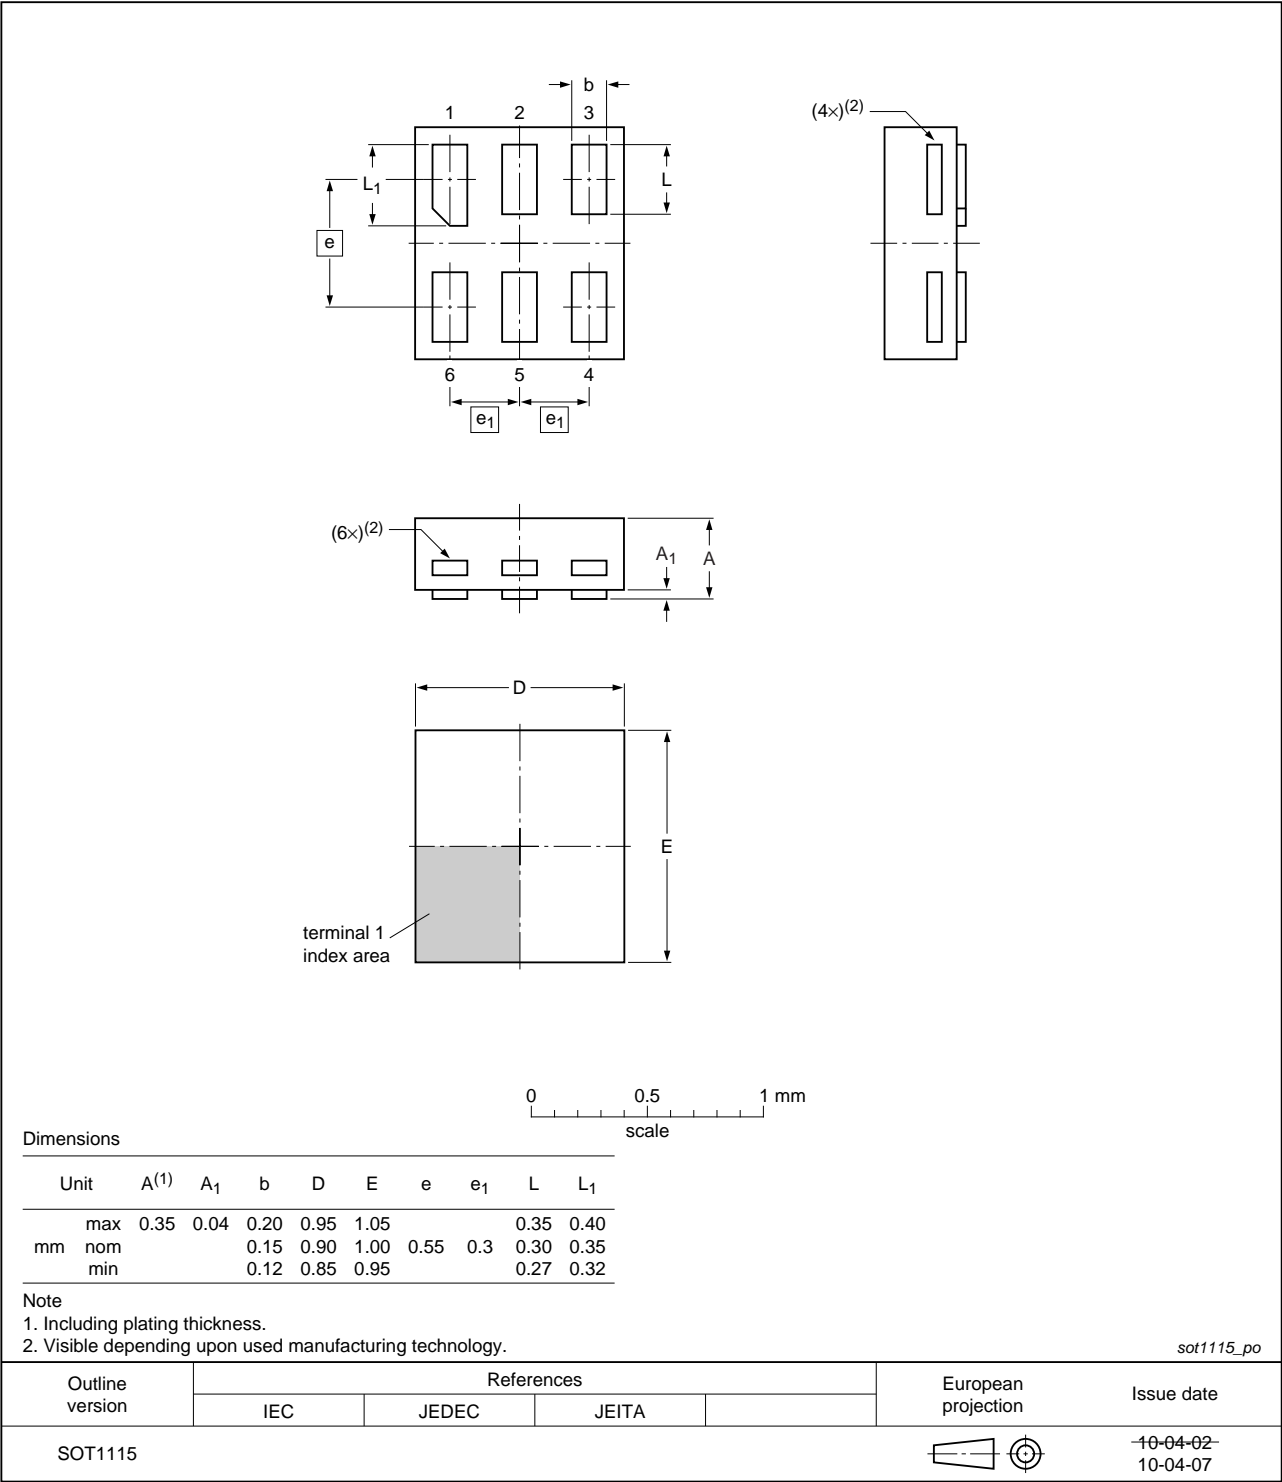 b
1 2 3
(4×)(2)
L1
L
e
6 5 4
e1 e1
(6×)(2)
A1
A
D
E
terminal 1
index area
0 0.5 1 mm
scale
Dimensions
Unit A(1) A1 b D E e e1 L L1
max 0.35 0.04 0.20 0.95 1.05 0.35 0.40
mm nom 0.15 0.90 1.00 0.55 0.3 0.30 0.35
min 0.12 0.85 0.95 0.27 0.32
Note
1. Including plating thickness.
2. Visible depending upon used manufacturing technology.
sot1115_po
Outline version
References
European projection
Issue date
IEC JEDEC JEITA
SOT1115
10-04-02
10-04-07